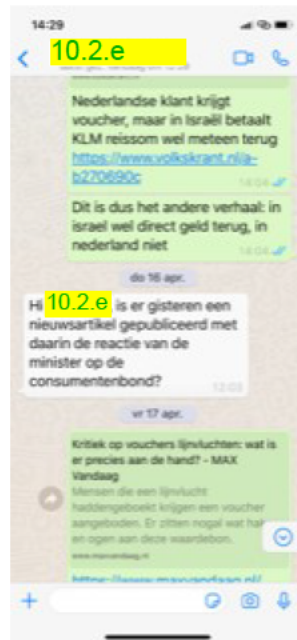 14:29
10.2.e
Nederlandse klant krijgt
voucher, maar in Israël betaalt
KLM reissom wel meteen terug
https://www.volkskrant.nl/a-
b270690c
14:04
Dit is dus het andere verhaal: in
israel wel direct geld terug, in
nederland niet
14:04
do 16 apr.
Hi 10.2.e is er gisteren een
nieuwsartikel gepubliceerd met
daarin de reactie van de
minister op de
consumentenbond?
12:03
vr 17 apr.
Kritiek op vouchers lijnvluchten: wat is
er precies aan de hand? - MAX
Vandaag
Mensen die een lijnvlucht
hadden geboekt krijgen een voucher
aangeboden. Er zitten nogal wat hak
en ogen aan deze waardebon.
www.maxvandaag.nl
https://www.maxvandaag.nl/